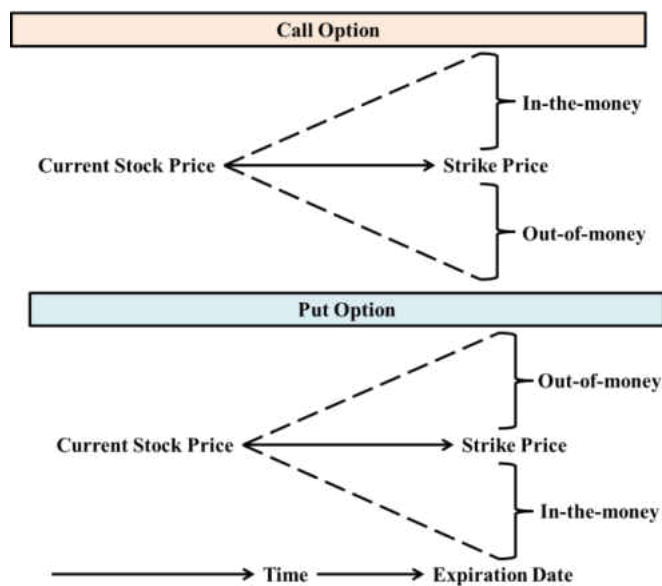 Call Option
In-the-money
Current Stock Price Strike Price
Out-of-money
Put Option
Out-of-money
Current Stock Price Strike Price
In-the-money
Time Expiration Date